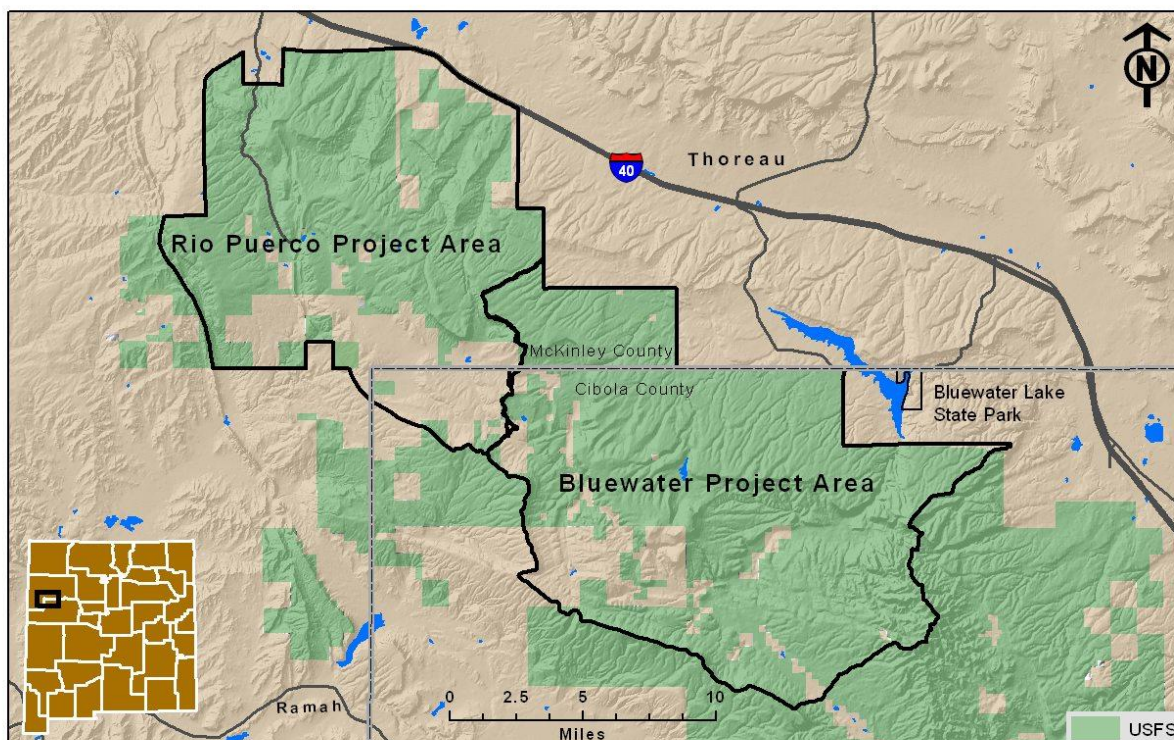 N
Thoreau
40
Rio Puerco Project Area
McKinley County
Cibola County
Bluewater Lake
State Park
Bluewater Project Area
0 2.5 5 10
Miles
Ramah
USFS